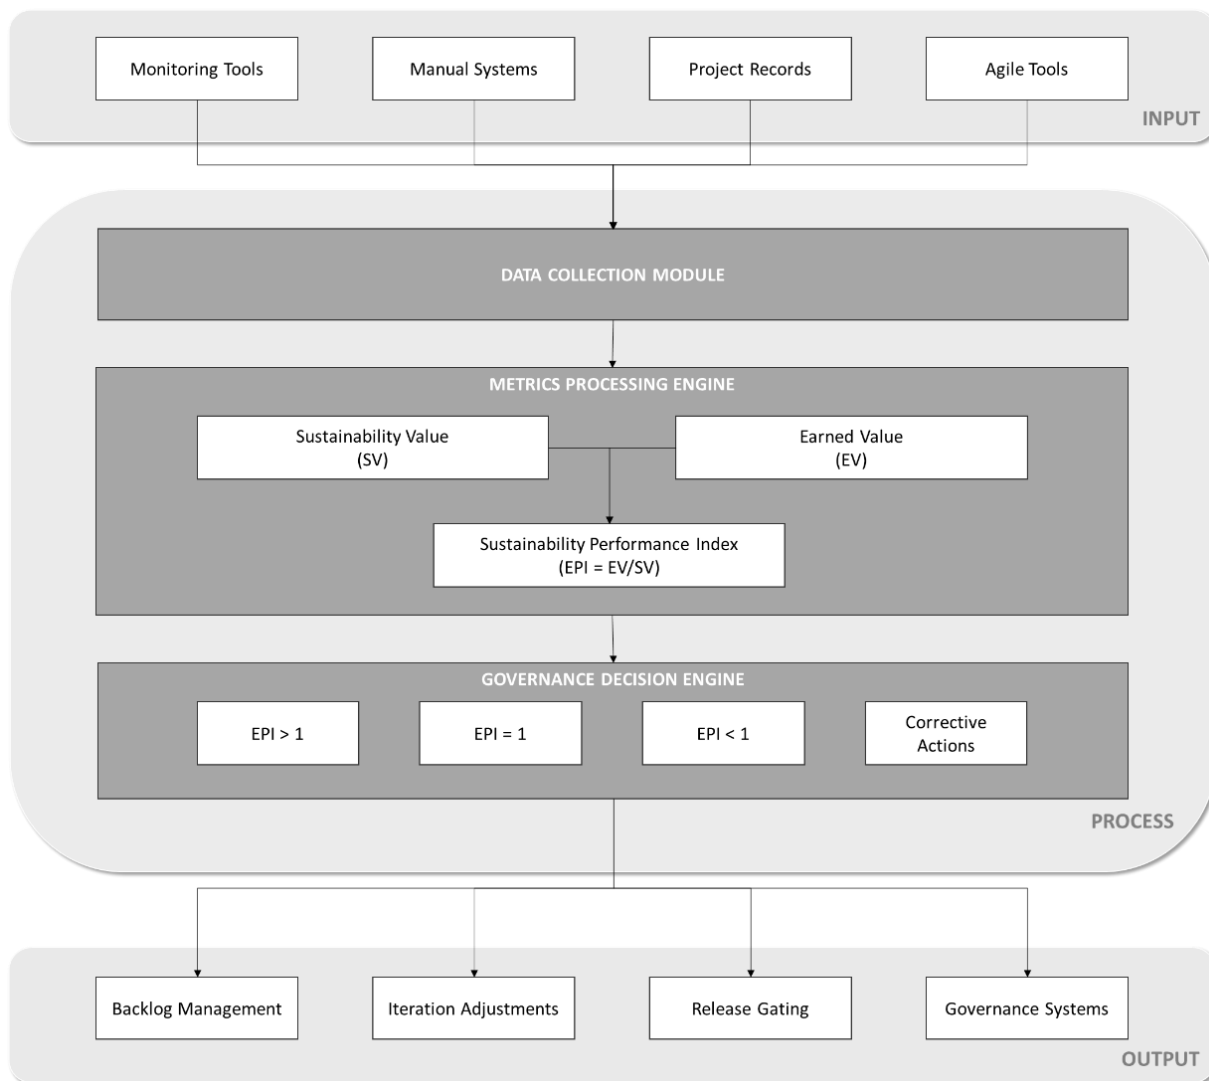 Monitoring Tools
Manual Systems
Project Records
Agile Tools
INPUT
DATA COLLECTION MODULE
METRICS PROCESSING ENGINE
Sustainability Value
(SV)
Earned Value
(EV)
Sustainability Performance Index
(EPI = EV/SV)
GOVERNANCE DECISION ENGINE
EPI > 1
EPI = 1
EPI < 1
Corrective
Actions
PROCESS
Backlog Management
Iteration Adjustments
Release Gating
Governance Systems
OUTPUT